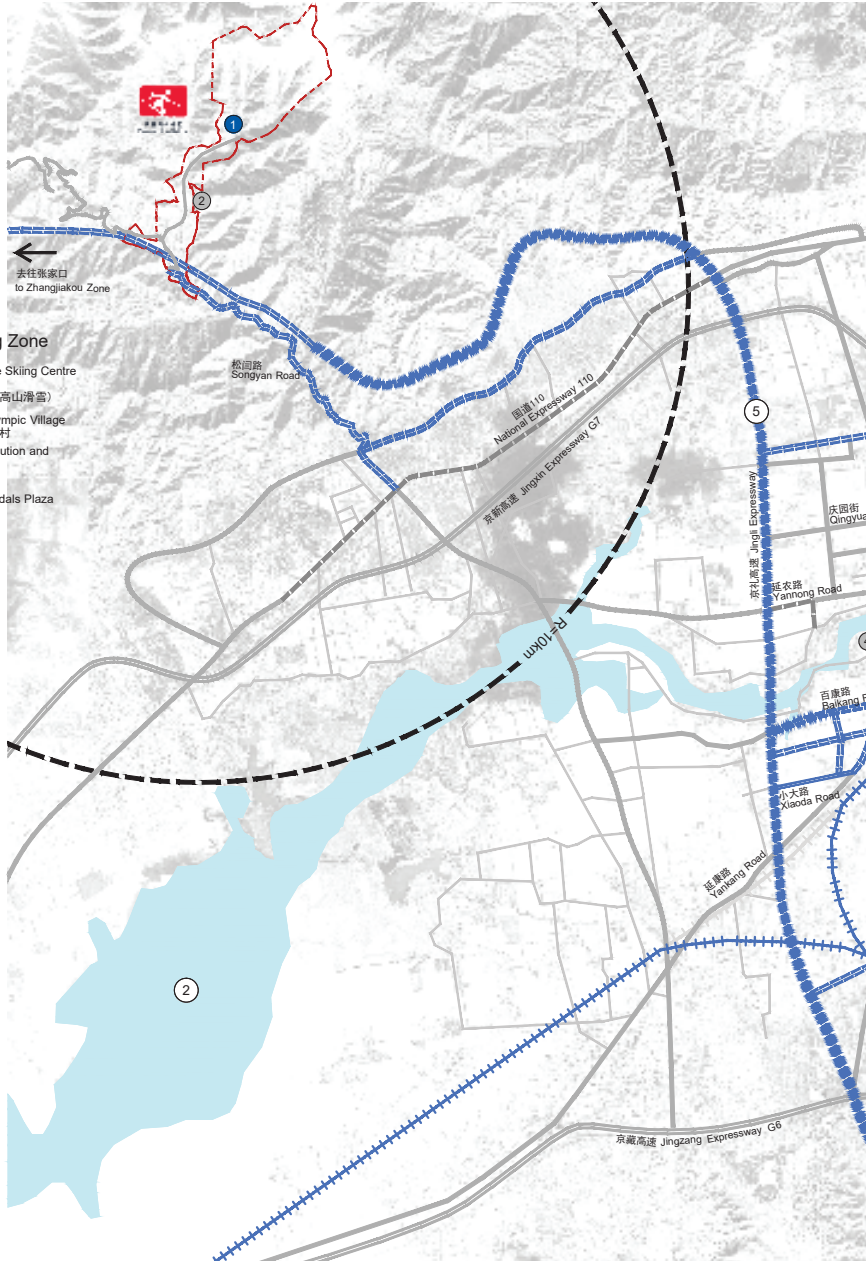 1
2
去往张家口
to Zhangjiakou Zone
g Zone
e Skiing Centre
高山滑雪）
ympic Village
村
ution and
dals Plaza
松闫路
Songyan Road
国道110
National Expressway 110
京新高速 Jingxin Expressway G7
5
京礼高速 Jingli Expressway
庆园街
Qingyua
延农路
Yannong Road
R=10km
百康路
Baikang R
小大路
Xiaoda Road
延康路
Yankang Road
2
京藏高速 Jingzang Expressway G6